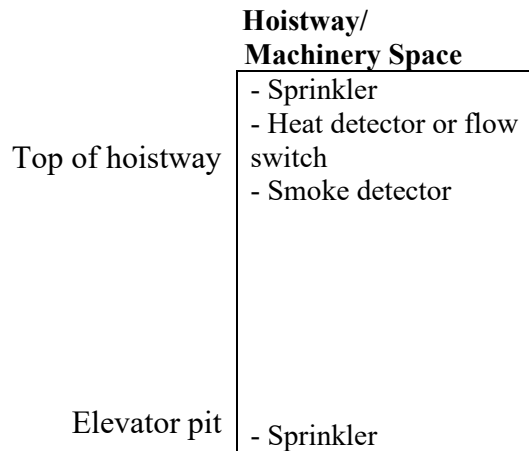 Hoistway/
Machinery Space
- Sprinkler
- Heat detector or flow
switch
- Smoke detector
Top of hoistway
Elevator pit
- Sprinkler